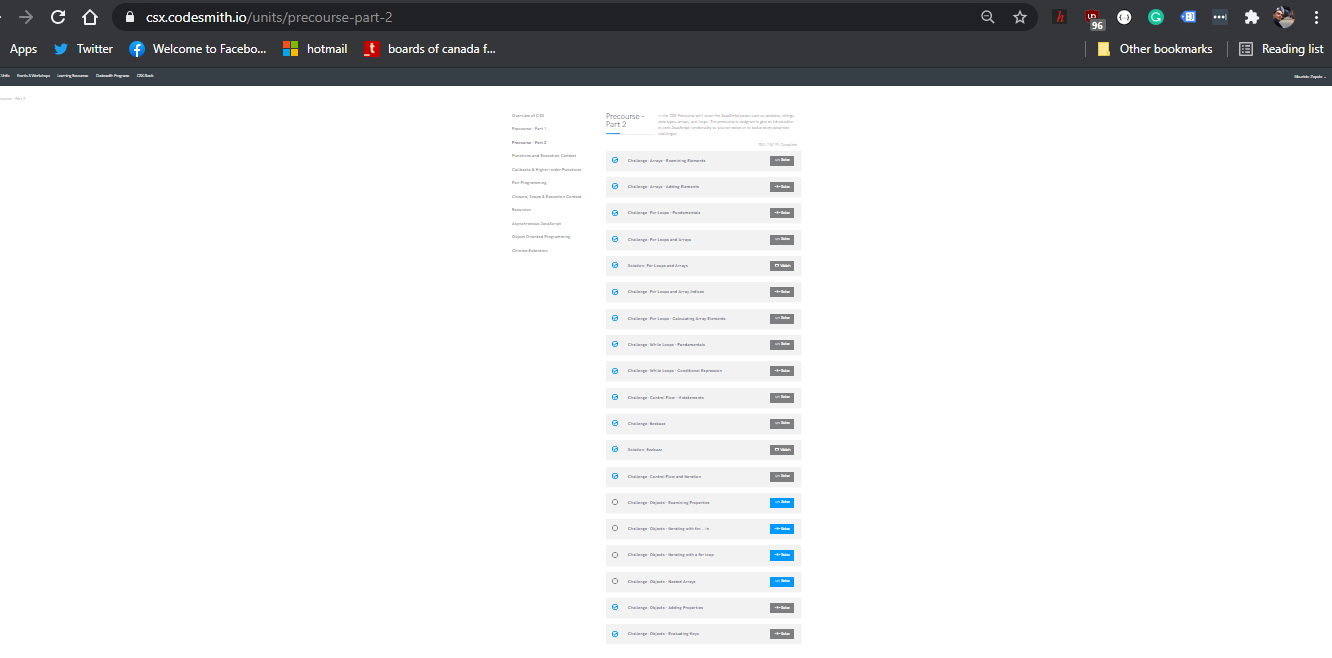 csx.codesmith.io/units/precourse-part-2
96
Apps Twitter Welcome to Facebo... hotmail boards of canada f... Other bookmarks Reading list
Units Events & Workshops Learning Resources Codesmith Programs CSX Slack
Part 2
Overview of CSX
Precourse - Part 1
Precourse - Part 2
Functions and Execution Context
Callbacks & Higher-order Functions
Pair Programming
Closure, Scope & Execution Context
Recursion
Asynchronous JavaScript
Object Oriented Programming
Chrome Extension
Precourse -
Part 2
Complete
Challenge: Arrays - Examining Elements Solve
Challenge: Arrays - Adding Elements Solve
Challenge: For Loops - Fundamentals Solve
Challenge: For Loops and Arrays Solve
Solution: For Loops and Arrays Watch
Challenge: For Loops and Array Indices Solve
Challenge: For Loops - Calculating Array Elements Solve
Challenge: While Loops - Fundamentals Solve
Challenge: While Loops - Conditional Expression Solve
Challenge: Control Flow - if statements Solve
Challenge: Solve
Solution: Watch
Challenge: Control Flow and Iteration Solve
Challenge: Objects - Examining Properties Solve
Challenge: Objects - Iterating with for...in Solve
Challenge: Objects - Iterating with a for loop Solve
Challenge: Objects - Nested Arrays Solve
Challenge: Objects - Adding Properties Solve
Challenge: Objects - Evaluating Keys Solve